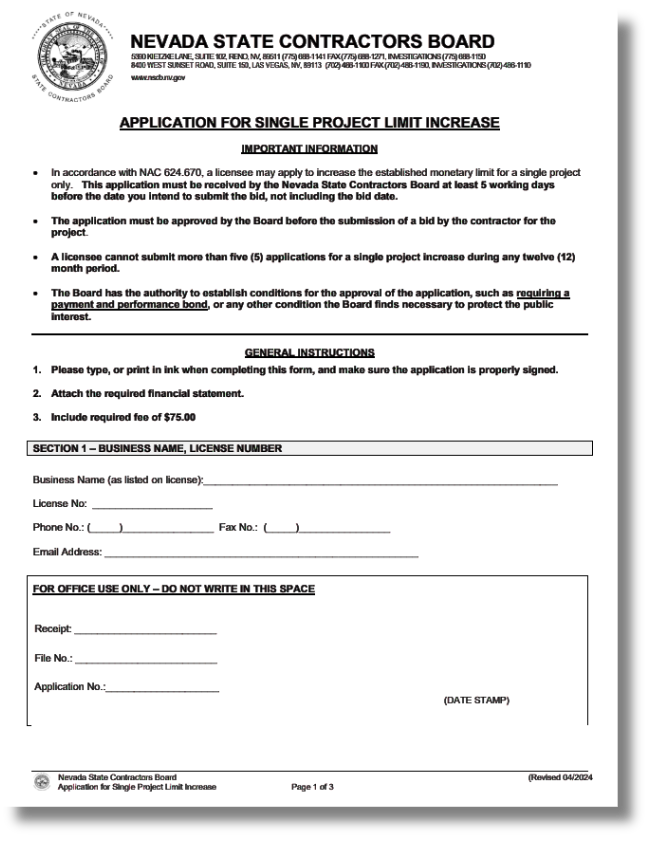 STATE OF NEVADA
STATE CONTRACTORS BOARD
NEVADA STATE CONTRACTORS BOARD
KIETZKE LANE, SUITE 102, RENO, NV, 89511 (775) 688-1141 FAX (775) 688-1271, INVESTIGATIONS (775) 688-1150
8400 WEST SUNSET ROAD, SUITE 150, LAS VEGAS, NV, 89113 (702) 486-1100 FAX (702) 486-1190, INVESTIGATIONS (702) 486-1110
www.nscb.nv.gov
APPLICATION FOR SINGLE PROJECT LIMIT INCREASE
IMPORTANT INFORMATION
• In accordance with NAC 624.670, a licensee may apply to increase the established monetary limit for a single project
only. This application must be received by the Nevada State Contractors Board at least 5 working days
before the date you intend to submit the bid, not including the bid date.
• The application must be approved by the Board before the submission of a bid by the contractor for the
project.
• A licensee cannot submit more than five (5) applications for a single project increase during any twelve (12)
month period.
• The Board has the authority to establish conditions for the approval of the application, such as requiring a
payment and performance bond, or any other condition the Board finds necessary to protect the public
interest.
GENERAL INSTRUCTIONS
1. Please type, or print in ink when completing this form, and make sure the application is properly signed.
2. Attach the required financial statement.
3. Include required fee of $75.00
SECTION 1 – BUSINESS NAME, LICENSE NUMBER
Business Name (as listed on license):
License No:
Phone No.: ( ) Fax No.: ( )
Email Address:
FOR OFFICE USE ONLY – DO NOT WRITE IN THIS SPACE
Receipt:
File No.:
Application No.:
(DATE STAMP)
Nevada State Contractors Board
Application for Single Project Limit Increase
Page 1 of 3
(Revised 04/2024